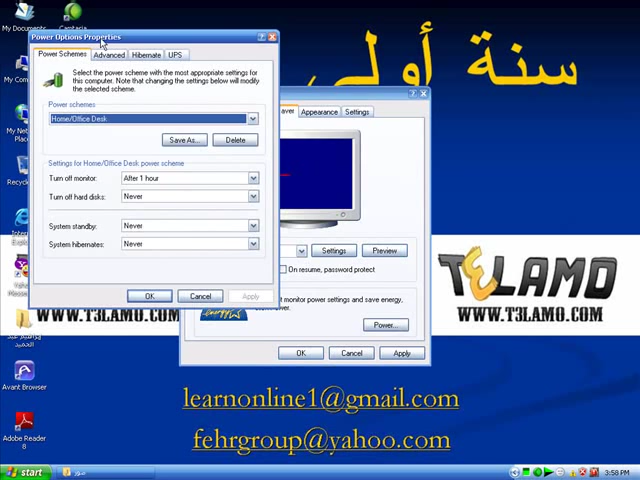 My Documents
Camtasia
سنة أولى
Power Options Properties
Power Schemes
Advanced
Hibernate
UPS
Select the power scheme with the most appropriate settings for
this computer. Note that changing the settings below will modify
the selected scheme.
Power schemes
Home/Office Desk
Save As...
Delete
Settings for Home/Office Desk power scheme
Turn off monitor:
After 1 hour
Turn off hard disks:
Never
System standby:
Never
System hibernates:
Never
OK
Cancel
Apply
Appearance
Settings
Settings
Preview
On resume, password protect
monitor power settings and save energy,
Power...
OK
Cancel
Apply
T3LAMO
WWW.T3LAMO.COM
WWW.T3LAMO.COM
عبد
الحميد
Avant Browser
Adobe Reader
8
learnonline1@gmail.com
fehrgroup@yahoo.com
start
صور
3:58 PM